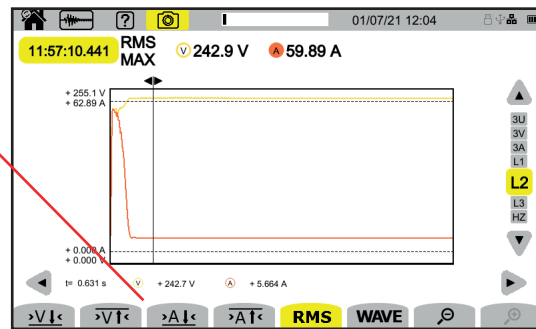 ? 01/07/21 12:04
11:57:10.441 RMS MAX V 242.9 V A 59.89 A
+ 255.1 V
+ 62.89 A
3U
3V
3A
L1
L2
L3
HZ
+ 0.000 A
+ 0.000 V
t= 0.631 s V + 242.7 V A + 5.664 A
>V↓< >V↑< >A↓< >A↑< RMS WAVE